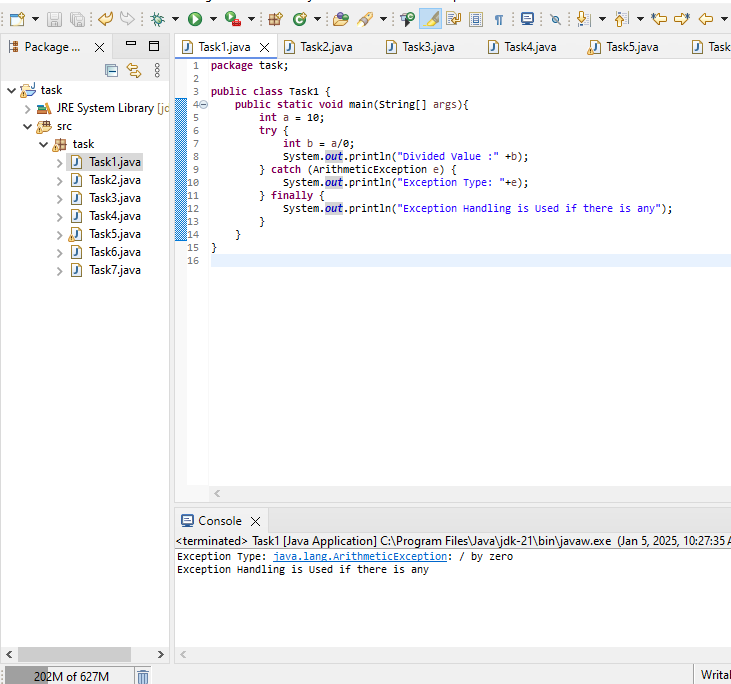 Package ...
Task1.java
Task2.java
Task3.java
Task4.java
Task5.java
task
JRE System Library
src
task
Task1.java
Task2.java
Task3.java
Task4.java
Task5.java
Task6.java
Task7.java
1 package task;
2
3 public class Task1 {
4 public static void main(String[] args){
5 int a = 10;
6 try {
7 int b = a/0;
8 System.out.println("Divided Value :" +b);
9 } catch (ArithmeticException e) {
10 System.out.println("Exception Type: "+e);
11 } finally {
12 System.out.println("Exception Handling is Used if there is any");
13 }
14 }
15 }
16
Console
<terminated> Task1 [Java Application] C:\Program Files\Java\jdk-21\bin\javaw.exe (Jan 5, 2025, 10:27:35
Exception Type: java.lang.ArithmeticException: / by zero
Exception Handling is Used if there is any
202M of 627M